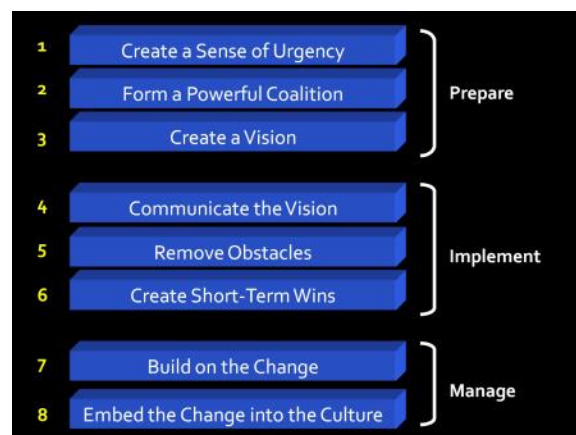 1 Create a Sense of Urgency
2 Form a Powerful Coalition
3 Create a Vision
Prepare
4 Communicate the Vision
5 Remove Obstacles
6 Create Short-Term Wins
Implement
7 Build on the Change
8 Embed the Change into the Culture
Manage